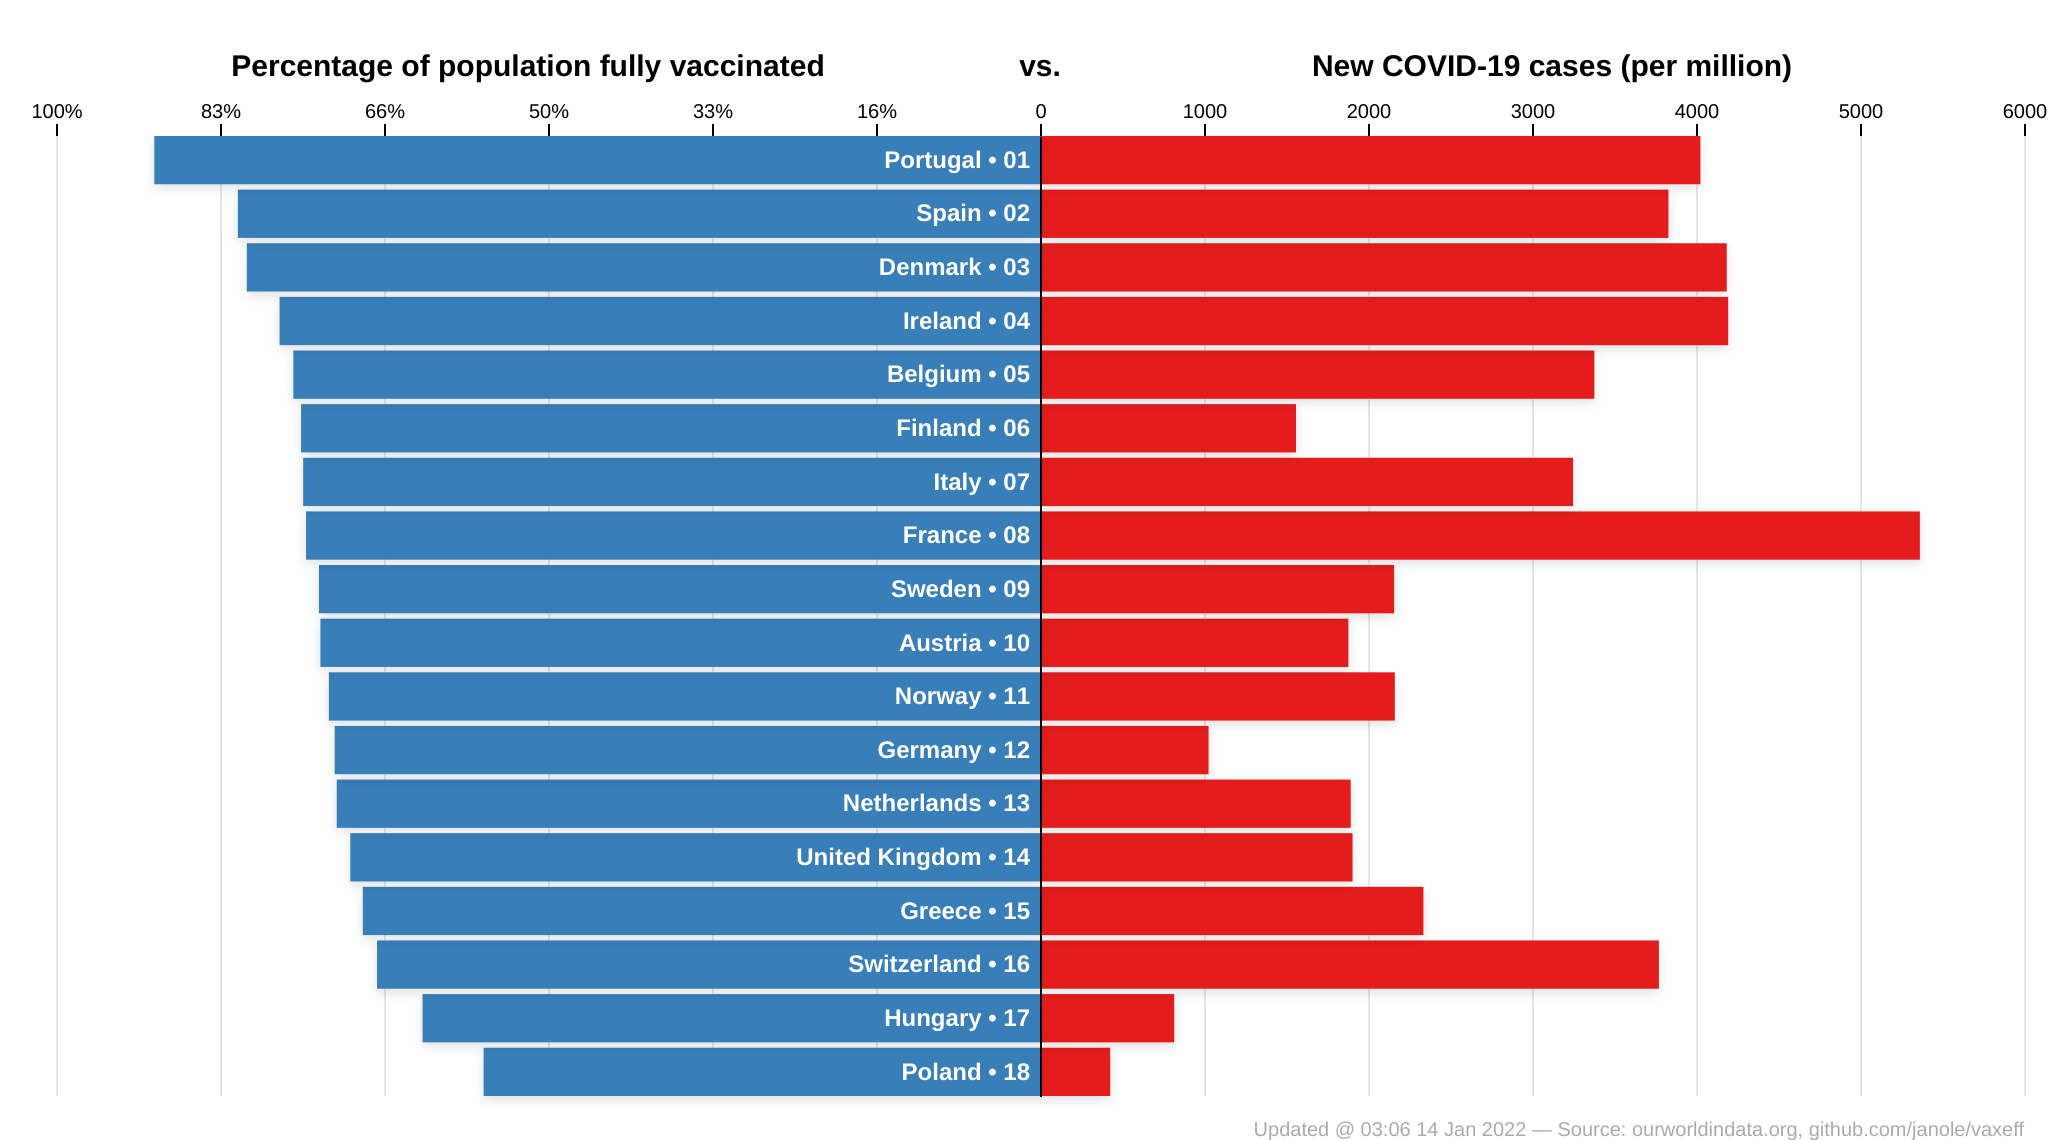 Percentage of population fully vaccinated vs. New COVID-19 cases (per million)
100% 83% 66% 50% 33% 16% 0 1000 2000 3000 4000 5000 6000
Portugal • 01
Spain • 02
Denmark • 03
Ireland • 04
Belgium • 05
Finland • 06
Italy • 07
France • 08
Sweden • 09
Austria • 10
Norway • 11
Germany • 12
Netherlands • 13
United Kingdom • 14
Greece • 15
Switzerland • 16
Hungary • 17
Poland • 18
Updated @ 03:06 14 Jan 2022 — Source: ourworldindata.org, github.com/janole/vaxeff